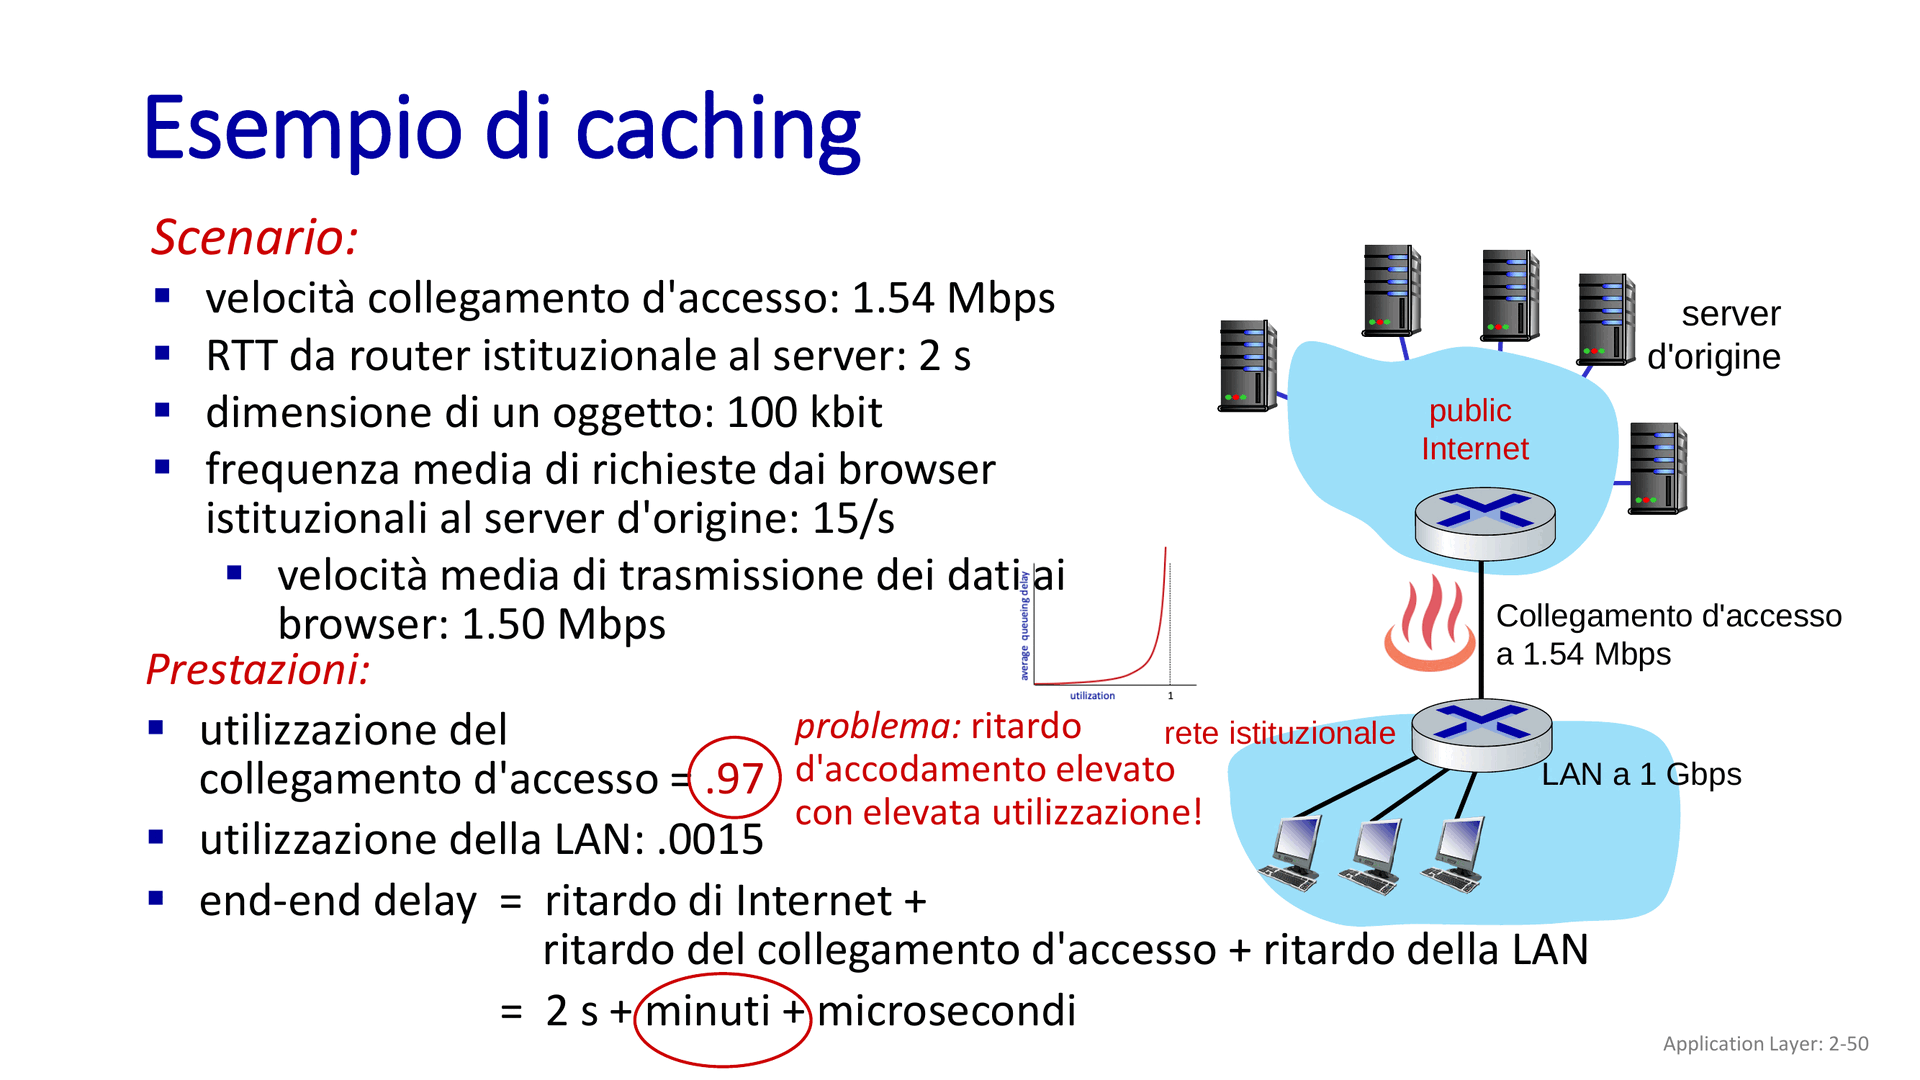 Esempio di caching
Scenario:
velocità collegamento d'accesso: 1.54 Mbps
RTT da router istituzionale al server: 2 s
dimensione di un oggetto: 100 kbit
frequenza media di richieste dai browser
istituzionali al server d'origine: 15/s
velocità media di trasmissione dei dati ai
browser: 1.50 Mbps
Prestazioni:
utilizzazione del
collegamento d'accesso = .97
utilizzazione della LAN: .0015
end-end delay = ritardo di Internet +
ritardo del collegamento d'accesso + ritardo della LAN
= 2 s + minuti + microsecondi
average queueing delay
utilization
1
problema: ritardo
d'accodamento elevato
con elevata utilizzazione!
server
d'origine
public
Internet
Collegamento d'accesso
a 1.54 Mbps
rete istituzionale
LAN a 1 Gbps
Application Layer: 2-50